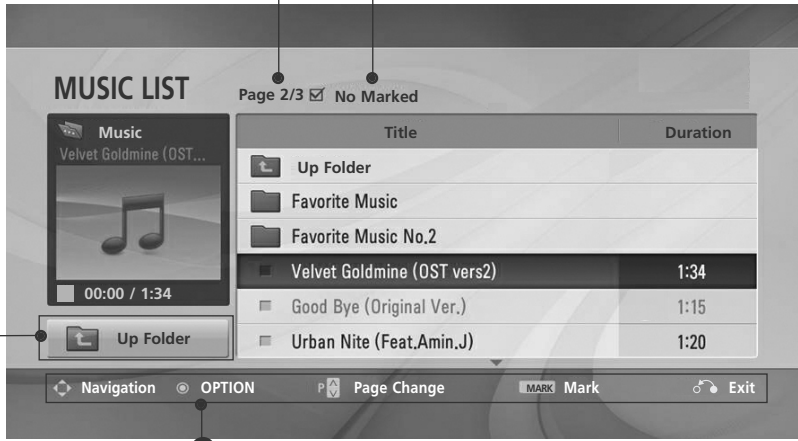 MUSIC LIST
Page 2/3 No Marked
Music
Velvet Goldmine (OST...
00:00 / 1:34
Up Folder
Title Duration
Up Folder
Favorite Music
Favorite Music No.2
Velvet Goldmine (OST vers2) 1:34
Good Bye (Original Ver.) 1:15
Urban Nite (Feat.Amin.J) 1:20
Navigation OPTION P Page Change MARK Mark Exit